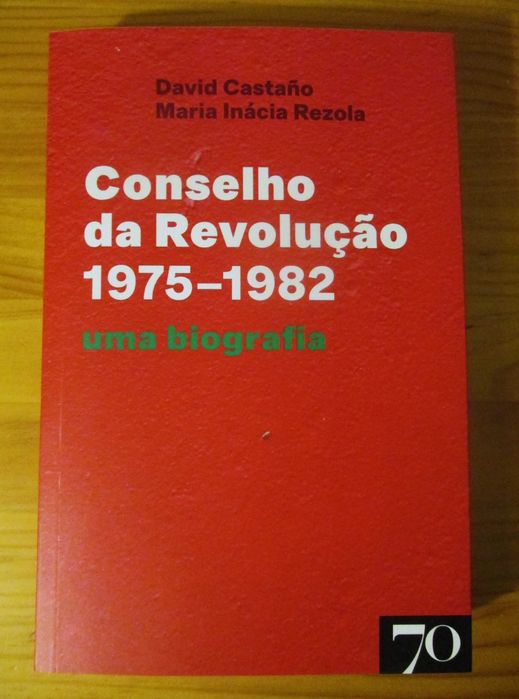 David Castaño
Maria Inácia Rezola
Conselho
da Revolução
1975–1982
uma biografia
70